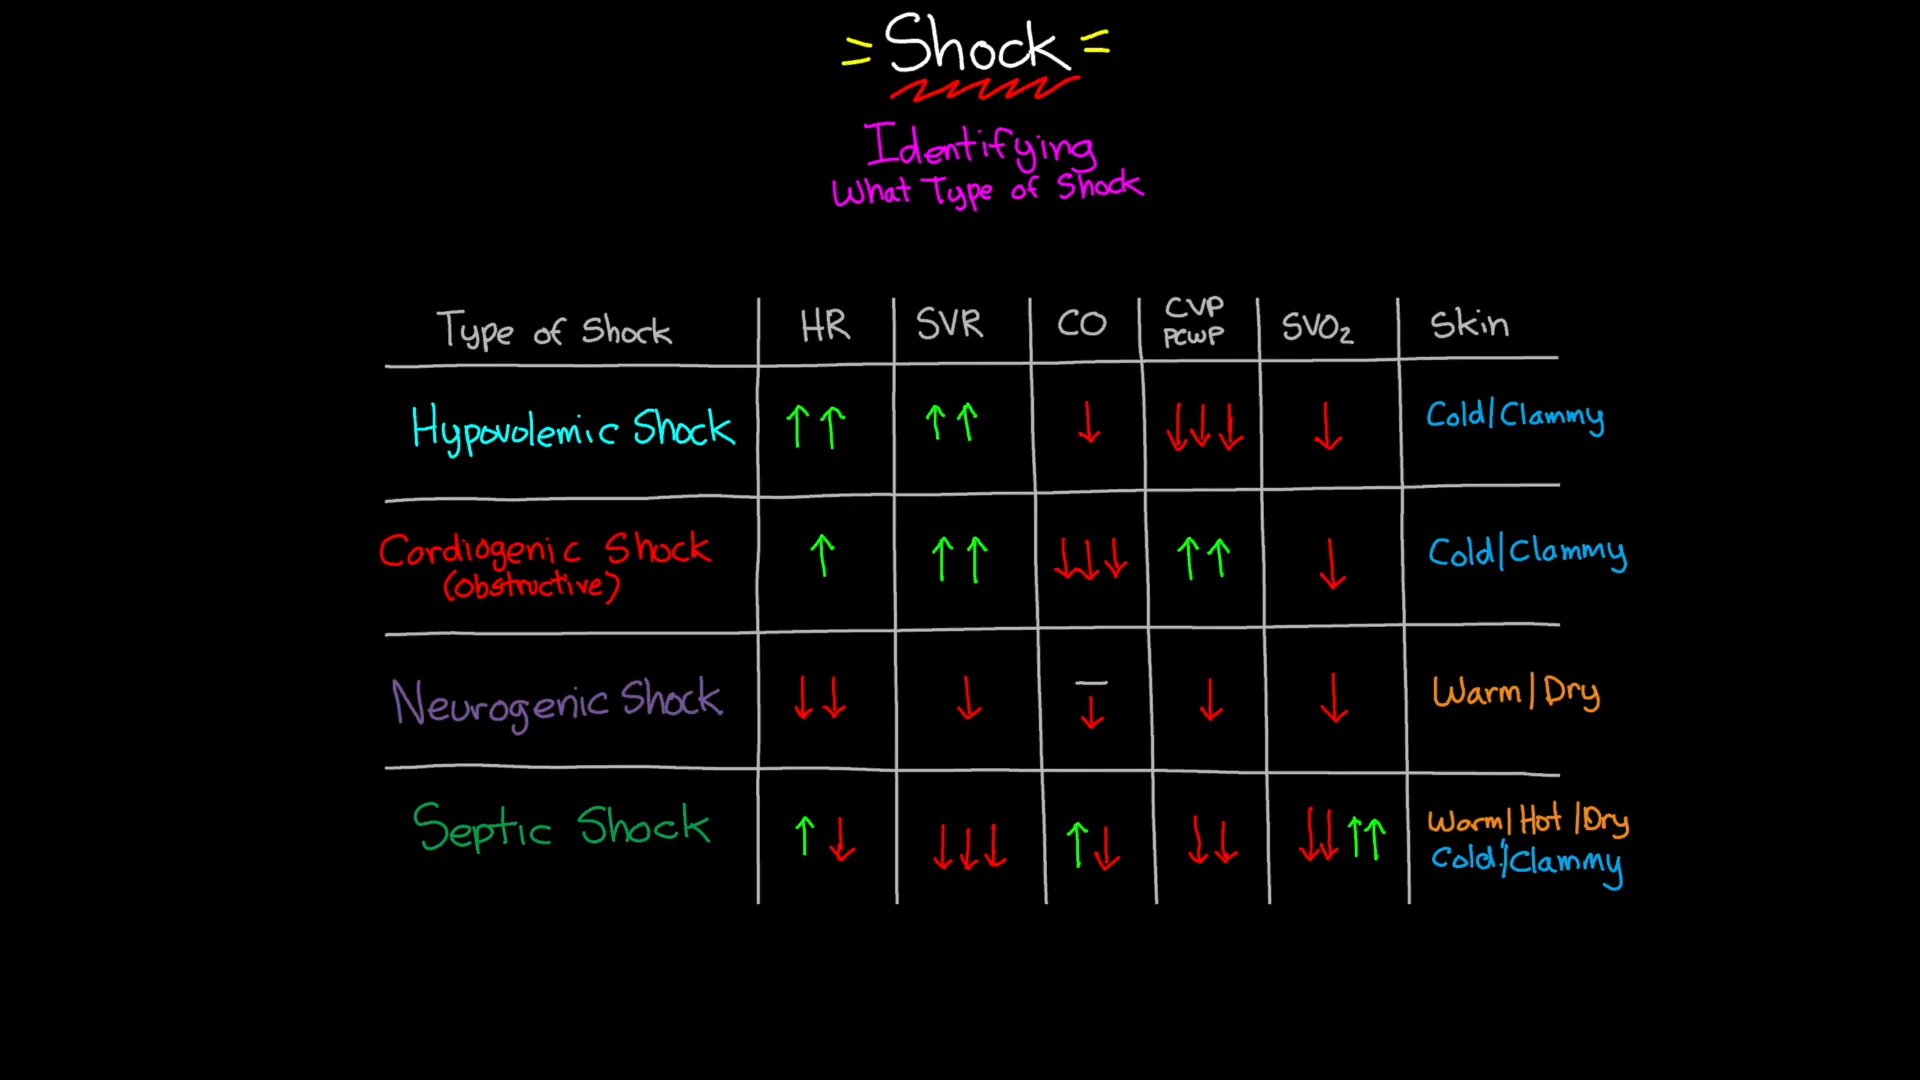 = Shock =
Identifying
What Type of Shock
Type of Shock HR SVR CO CVP PCWP SVO₂ Skin
Hypovolemic Shock ↑↑ ↑↑ ↓ ↓↓↓ ↓ Cold/Clammy
Cardiogenic Shock ↑ ↑↑ ↓↓↓ ↑↑ ↓ Cold/Clammy
(Obstructive)
Neurogenic Shock ↓↓ ↓ —↓ ↓ ↓ Warm/Dry
Septic Shock ↑↓ ↓↓↓ ↑↓ ↓↓ ↓↓↑↑ Warm/Hot/Dry
Cold/Clammy